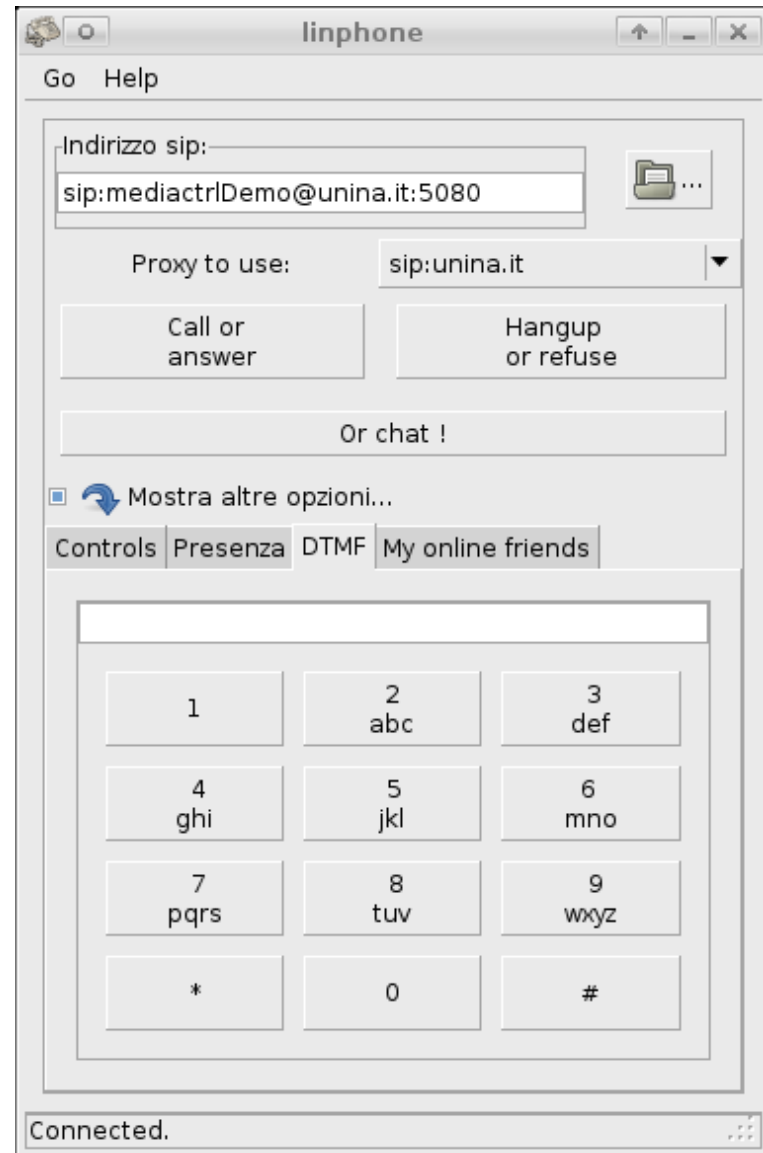 linphone
Go Help
Indirizzo sip:
sip:mediactrlDemo@unina.it:5080
...
Proxy to use: sip:unina.it
Call or
answer
Hangup
or refuse
Or chat !
Mostra altre opzioni...
Controls Presenza DTMF My online friends
1
2
abc
3
def
4
ghi
5
jkl
6
mno
7
pqrs
8
tuv
9
wxyz
*
0
#
Connected.